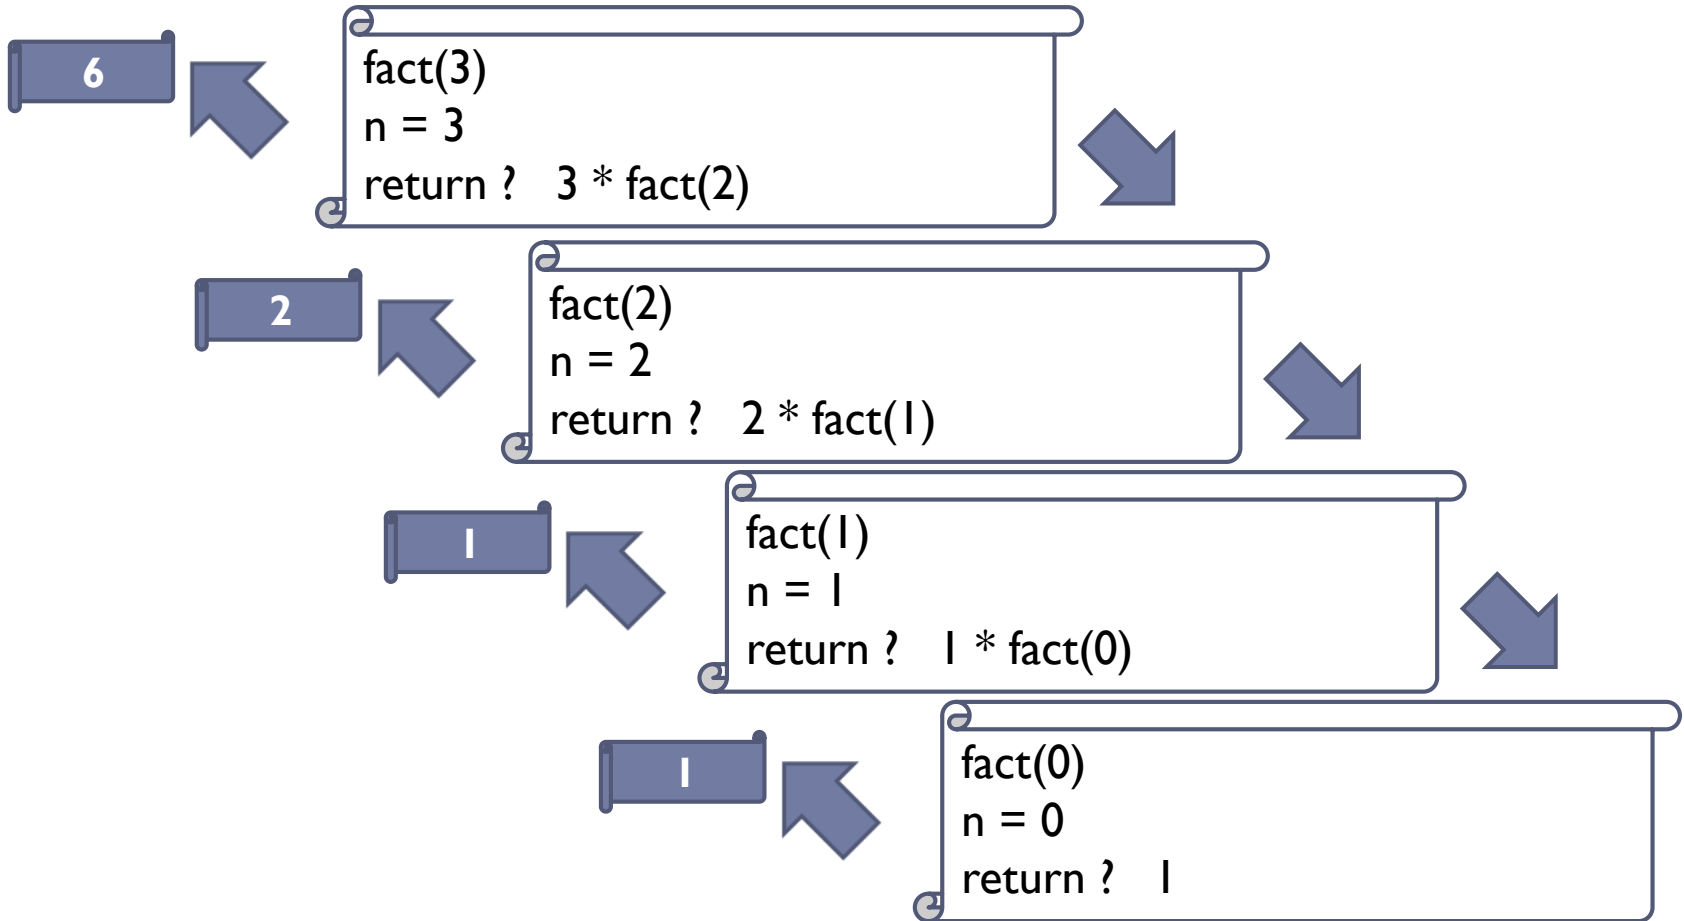 6
fact(3)
n = 3
return ? 3 * fact(2)
2
fact(2)
n = 2
return ? 2 * fact(1)
1
fact(1)
n = 1
return ? 1 * fact(0)
1
fact(0)
n = 0
return ? 1